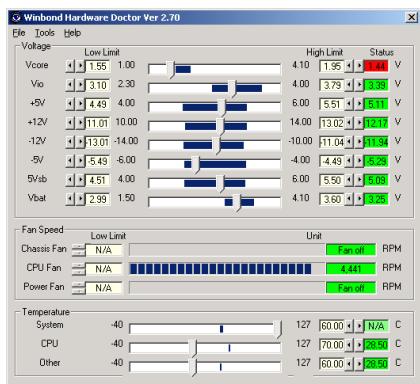 Winbond Hardware Doctor Ver 2.70
File Tools Help
Voltage
Low Limit High Limit Status
Vcore 1.55 1.00 4.10 1.95 1.44 V
Vio 3.10 2.30 4.00 3.79 3.39 V
+5V 4.49 4.00 6.00 5.51 5.11 V
+12V 11.01 10.00 14.00 13.02 12.17 V
-12V -13.01 -14.00 -10.00 -11.04 -11.94 V
-5V -5.49 -6.00 -4.00 -4.49 -5.29 V
5Vsb 4.51 4.00 6.00 5.50 5.09 V
Vbat 2.99 1.50 4.10 3.60 3.25 V
Fan Speed
Low Limit Unit
Chassis Fan N/A Fan off RPM
CPU Fan N/A 4,441 RPM
Power Fan N/A Fan off RPM
Temperature
System -40 127 60.00 N/A C
CPU -40 127 70.00 28.50 C
Other -40 127 60.00 28.50 C